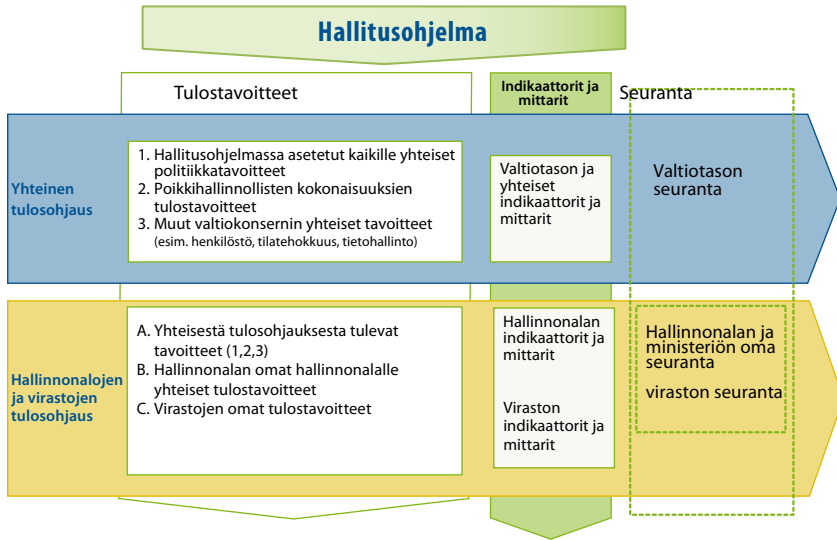 Hallitusohjelma
Tulostavoitteet
Indikaattorit ja
mittarit
Seuranta
Yhteinen
tulosohjaus
1. Hallitusohjelmassa asetetut kaikille yhteiset
politiikkatavoitteet
2. Poikkihallinnollisten kokonaisuuksien
tulostavoitteet
3. Muut valtiokonsernin yhteiset tavoitteet
(esim. henkilöstö, tilatehokkuus, tietohallinto)
Valtiotason ja
yhteiset
indikaattorit ja
mittarit
Valtiotason
seuranta
Hallinnonalojen
ja virastojen
tulosohjaus
A. Yhteisestä tulosohjauksesta tulevat
tavoitteet (1,2,3)
B. Hallinnonalan omat hallinnonalalle
yhteiset tulostavoitteet
C. Virastojen omat tulostavoitteet
Hallinnonalan
indikaattorit ja
mittarit
Viraston
indikaattorit ja
mittarit
Hallinnonalan ja
ministeriön oma
seuranta
viraston seuranta